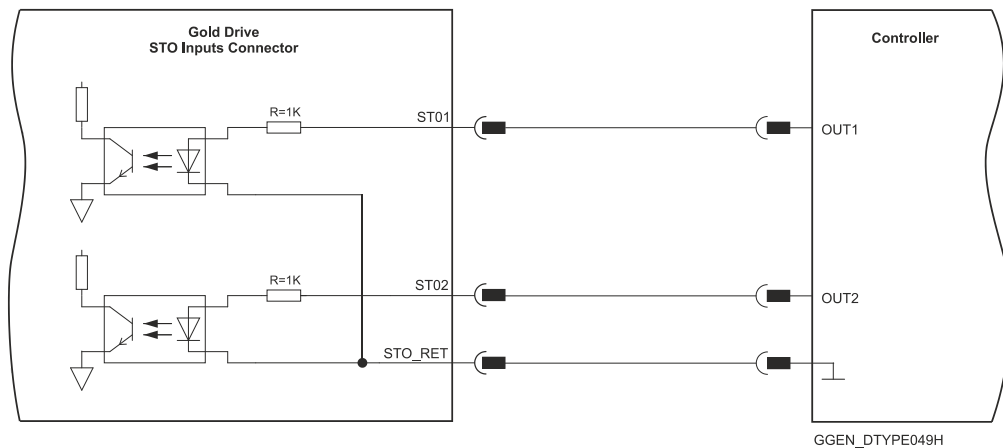 Gold Drive
STO Inputs Connector
Controller
R=1K
ST01
OUT1
R=1K
ST02
OUT2
STO_RET
GGEN_DTYPE049H